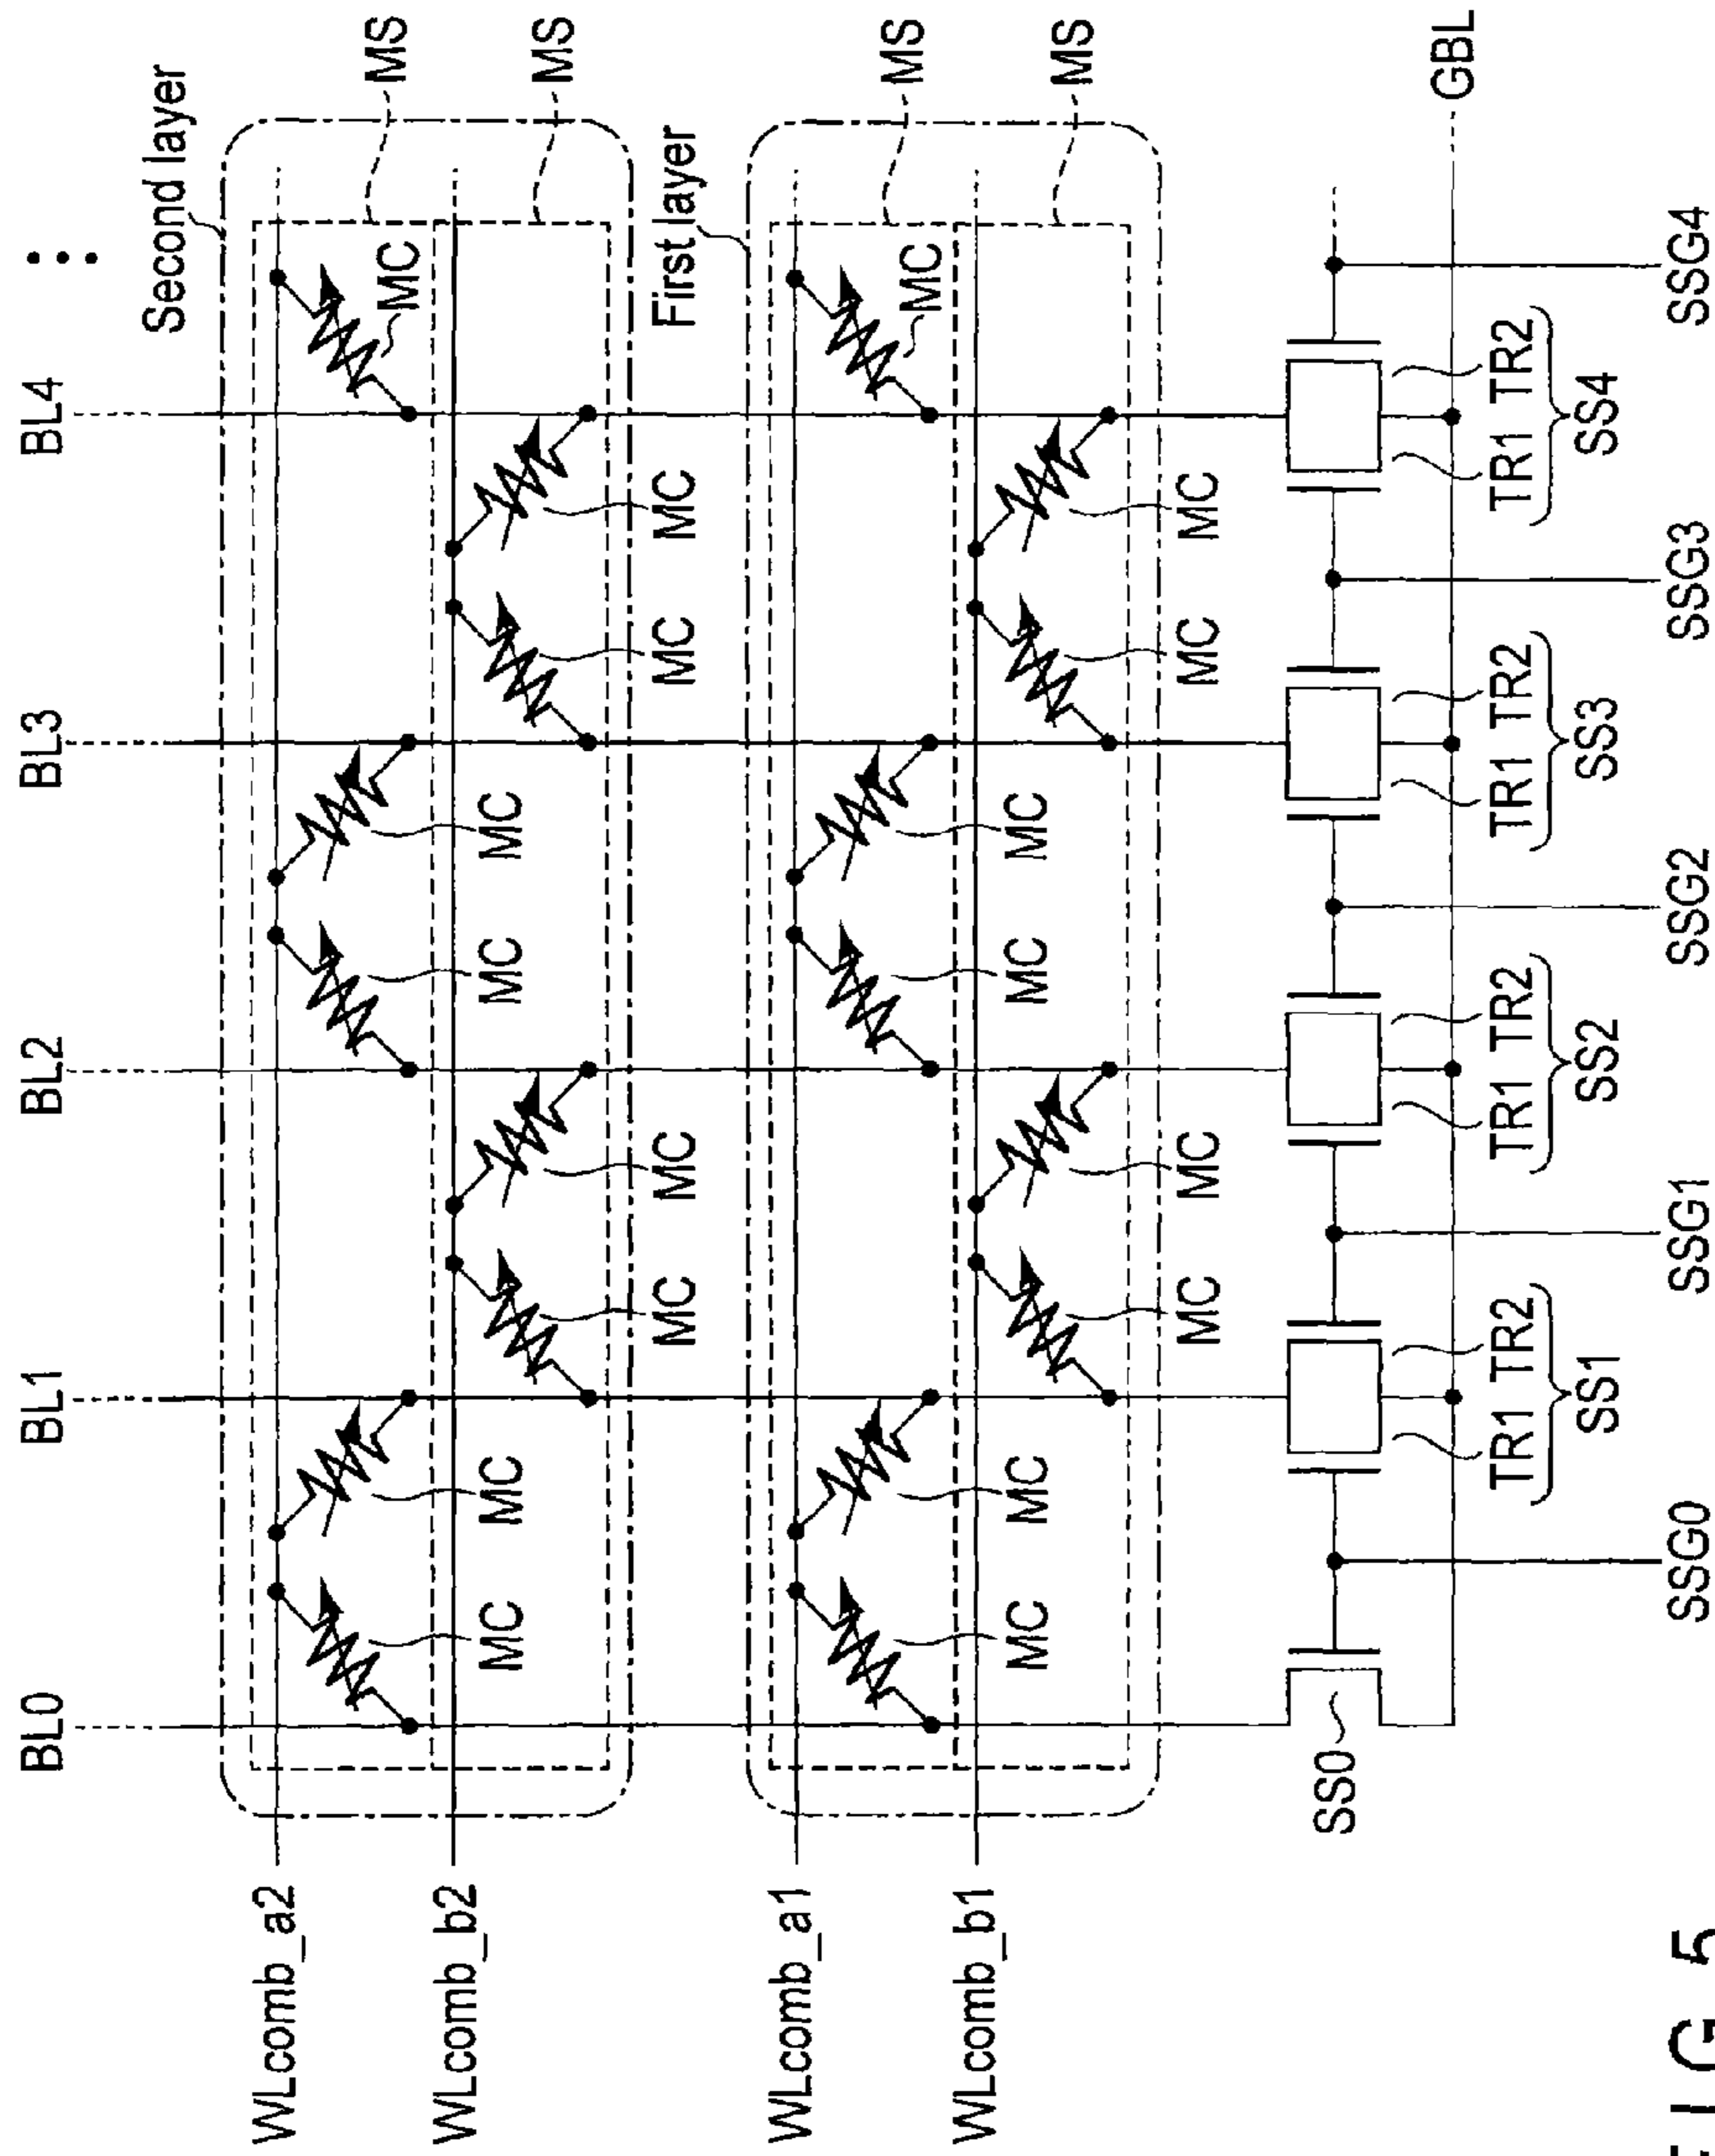 BL0 BL1 BL2 BL3 BL4
Second layer
WLcomb_a2
MS
MC
WLcomb_b2
MC MC MC MC
MS
MC MC MC MC
First layer
WLcomb_a1
MS
MC
WLcomb_b1
MC MC MC MC
MS
MC MC MC MC
SS0
GBL
TR1 TR2 TR1 TR2 TR1 TR2 TR1 TR2
SS1 SS2 SS3 SS4
SSG0 SSG1 SSG2 SSG3 SSG4